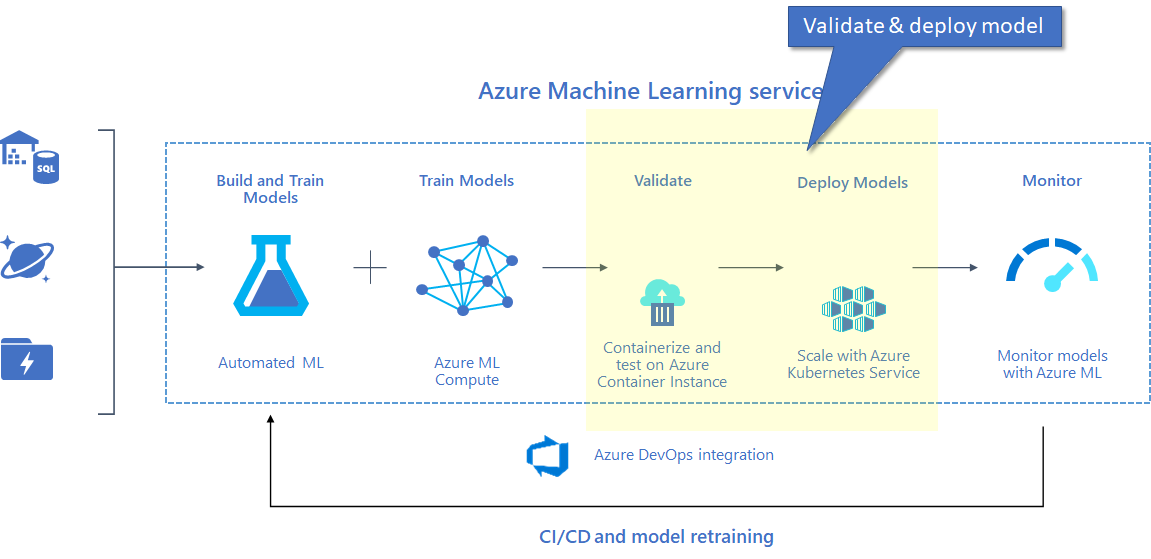 Validate & deploy model
Azure Machine Learning service
SQL
Build and Train
Models
Train Models
Validate
Deploy Models
Monitor
Automated ML
Azure ML
Compute
Containerize and
test on Azure
Container Instance
Scale with Azure
Kubernetes Service
Monitor models
with Azure ML
Azure DevOps integration
CI/CD and model retraining